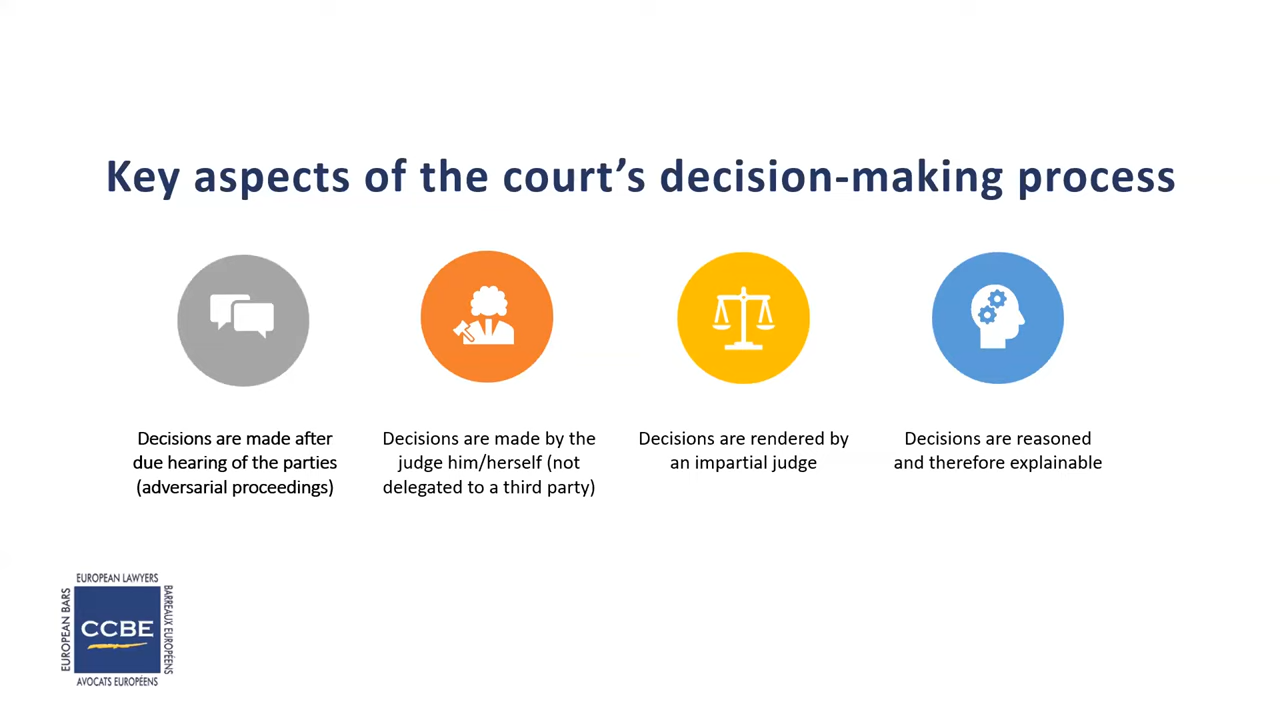 Key aspects of the court’s decision-making process
Decisions are made after
due hearing of the parties
(adversarial proceedings)
Decisions are made by the
judge him/herself (not
delegated to a third party)
Decisions are rendered by
an impartial judge
Decisions are reasoned
and therefore explainable
EUROPEAN LAWYERS
EUROPEAN BARS
CCBE
BARREAUX EUROPÉENS
AVOCATS EUROPÉENS